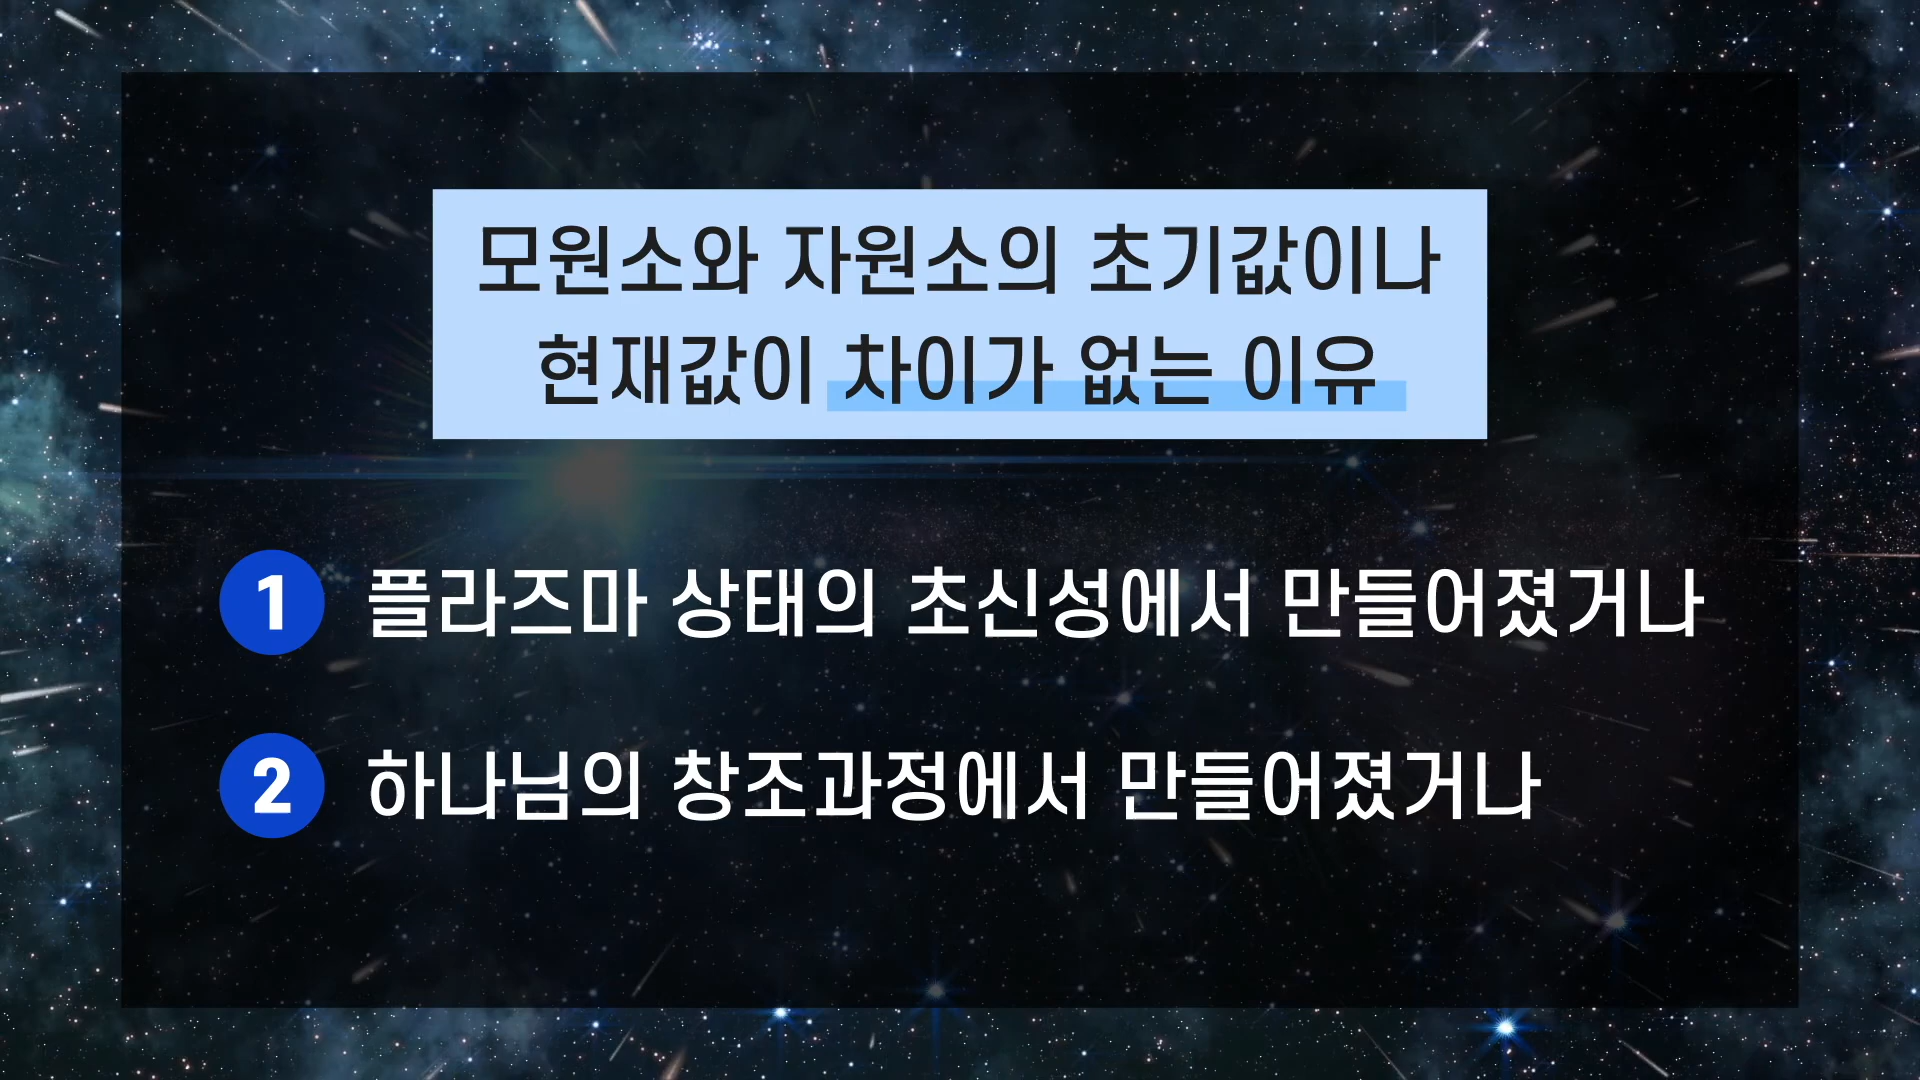 모원소와 자원소의 초기값이나
현재값이 차이가 없는 이유
1 플라즈마 상태의 초신성에서 만들어졌거나
2 하나님의 창조과정에서 만들어졌거나